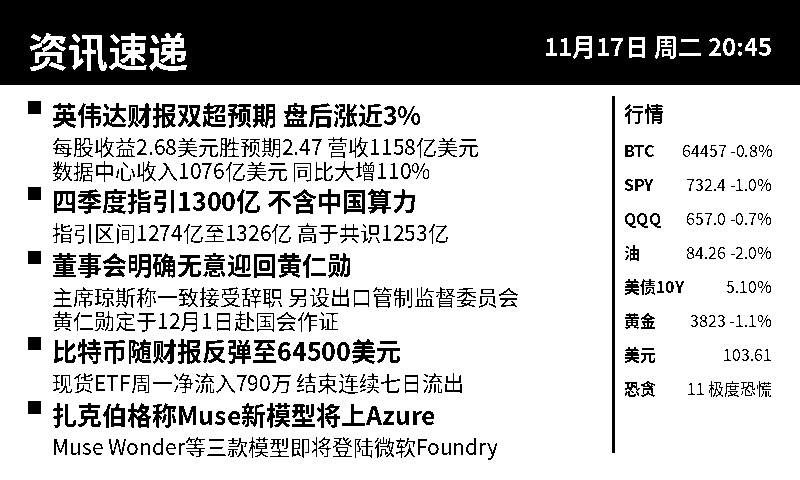 资讯速递
11月17日 周二 20:45
英伟达财报双超预期 盘后涨近3%
每股收益2.68美元胜预期2.47 营收1158亿美元
数据中心收入1076亿美元 同比大增110%
四季度指引1300亿 不含中国算力
指引区间1274亿至1326亿 高于共识1253亿
董事会明确无意迎回黄仁勋
主席琼斯称一致接受辞职 另设出口管制监督委员会
黄仁勋定于12月1日赴国会作证
比特币随财报反弹至64500美元
现货ETF周一净流入790万 结束连续七日流出
扎克伯格称Muse新模型将上Azure
Muse Wonder等三款模型即将登陆微软Foundry
行情
BTC 64457 -0.8%
SPY 732.4 -1.0%
QQQ 657.0 -0.7%
油 84.26 -2.0%
美债10Y 5.10%
黄金 3823 -1.1%
美元 103.61
恐贪 11 极度恐慌